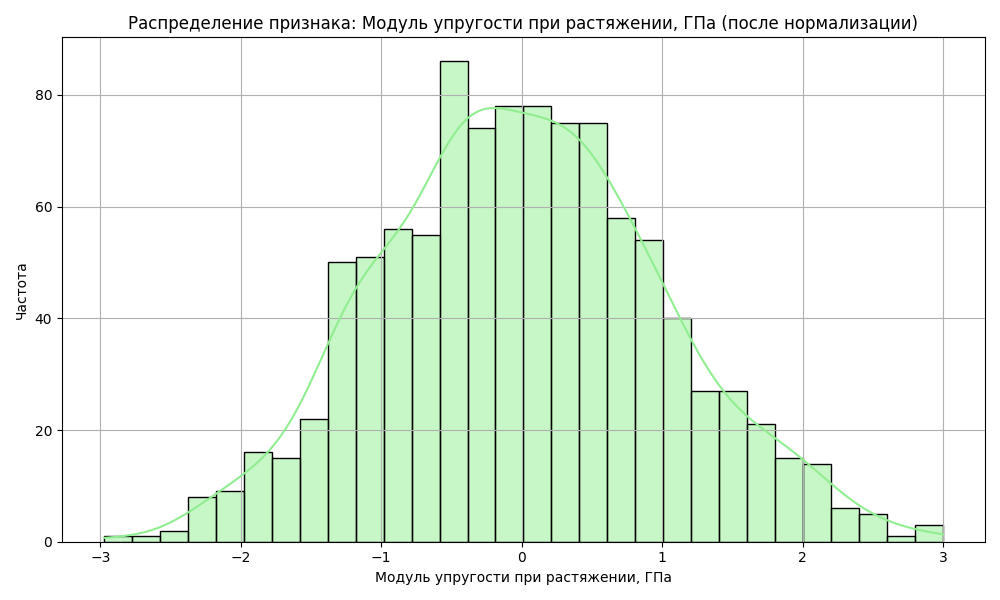 Распределение признака: Модуль упругости при растяжении, ГПа (после нормализации)
Частота
80
60
40
20
0
−3 −2 −1 0 1 2 3
Модуль упругости при растяжении, ГПа